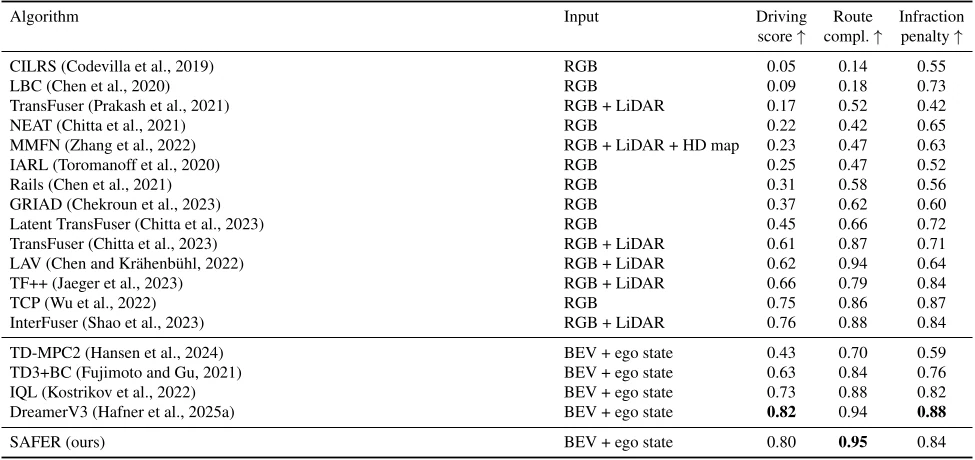 Algorithm Input Driving Route Infraction
score ↑ compl. ↑ penalty ↑
CILRS (Codevilla et al., 2019) RGB 0.05 0.14 0.55
LBC (Chen et al., 2020) RGB 0.09 0.18 0.73
TransFuser (Prakash et al., 2021) RGB + LiDAR 0.17 0.52 0.42
NEAT (Chitta et al., 2021) RGB 0.22 0.42 0.65
MMFN (Zhang et al., 2022) RGB + LiDAR + HD map 0.23 0.47 0.63
IARL (Toromanoff et al., 2020) RGB 0.25 0.47 0.52
Rails (Chen et al., 2021) RGB 0.31 0.58 0.56
GRIAD (Chekroun et al., 2023) RGB 0.37 0.62 0.60
Latent TransFuser (Chitta et al., 2023) RGB 0.45 0.66 0.72
TransFuser (Chitta et al., 2023) RGB + LiDAR 0.61 0.87 0.71
LAV (Chen and Krähenbühl, 2022) RGB + LiDAR 0.62 0.94 0.64
TF++ (Jaeger et al., 2023) RGB + LiDAR 0.66 0.79 0.84
TCP (Wu et al., 2022) RGB 0.75 0.86 0.87
InterFuser (Shao et al., 2023) RGB + LiDAR 0.76 0.88 0.84
TD-MPC2 (Hansen et al., 2024) BEV + ego state 0.43 0.70 0.59
TD3+BC (Fujimoto and Gu, 2021) BEV + ego state 0.63 0.84 0.76
IQL (Kostrikov et al., 2022) BEV + ego state 0.73 0.88 0.82
DreamerV3 (Hafner et al., 2025a) BEV + ego state 0.82 0.94 0.88
SAFER (ours) BEV + ego state 0.80 0.95 0.84